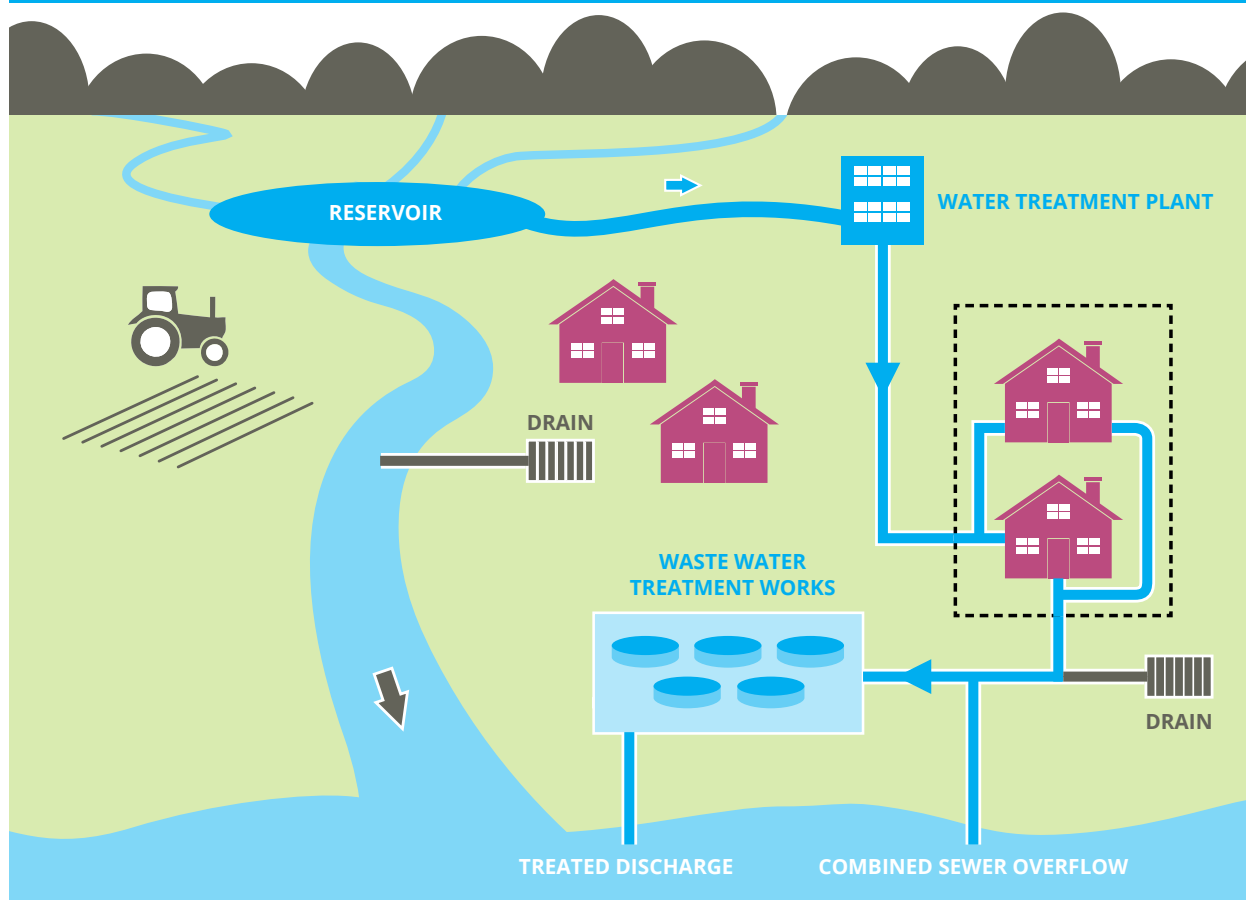 RESERVOIR
WATER TREATMENT PLANT
DRAIN
WASTE WATER
TREATMENT WORKS
DRAIN
TREATED DISCHARGE
COMBINED SEWER OVERFLOW